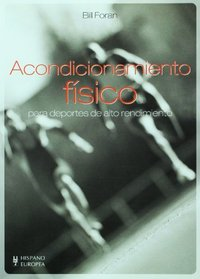 Bill Foran
Acondicionamiento
físico
para deportes de alto rendimiento
HISPANO
EUROPEA